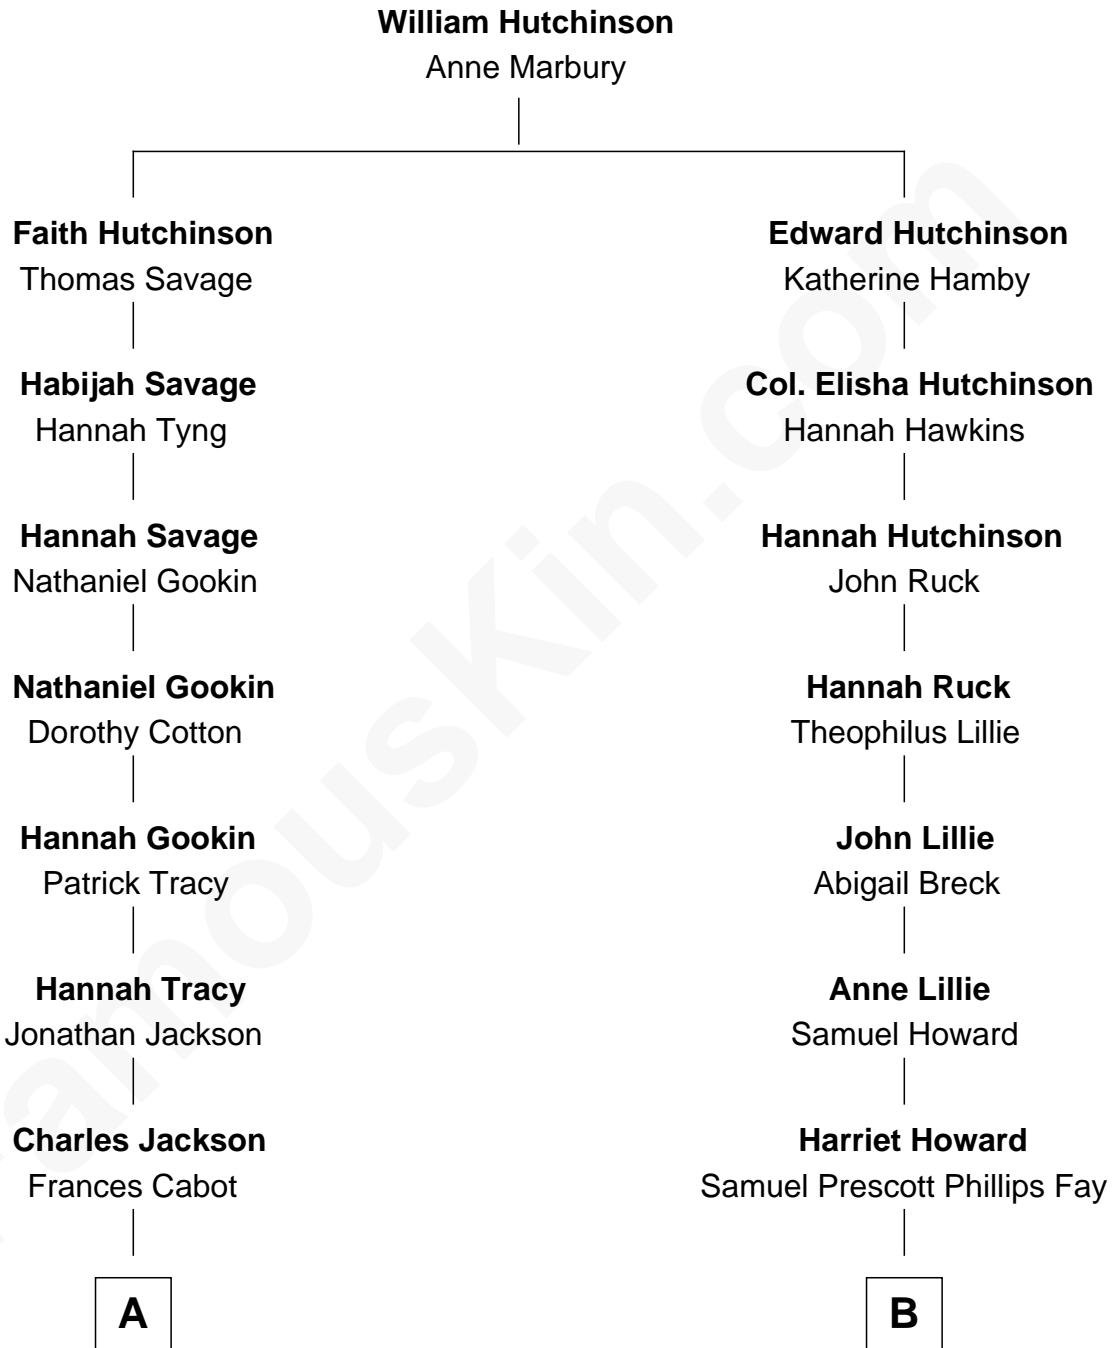 William Hutchinson
Anne Marbury
Faith Hutchinson
Thomas Savage
Habijah Savage
Hannah Tyng
Hannah Savage
Nathaniel Gookin
Nathaniel Gookin
Dorothy Cotton
Hannah Gookin
Patrick Tracy
Hannah Tracy
Jonathan Jackson
Charles Jackson
Frances Cabot
A
Edward Hutchinson
Katherine Hamby
Col. Elisha Hutchinson
Hannah Hawkins
Hannah Hutchinson
John Ruck
Hannah Ruck
Theophilus Lillie
John Lillie
Abigail Breck
Anne Lillie
Samuel Howard
Harriet Howard
Samuel Prescott Phillips Fay
B
FamousKin.com